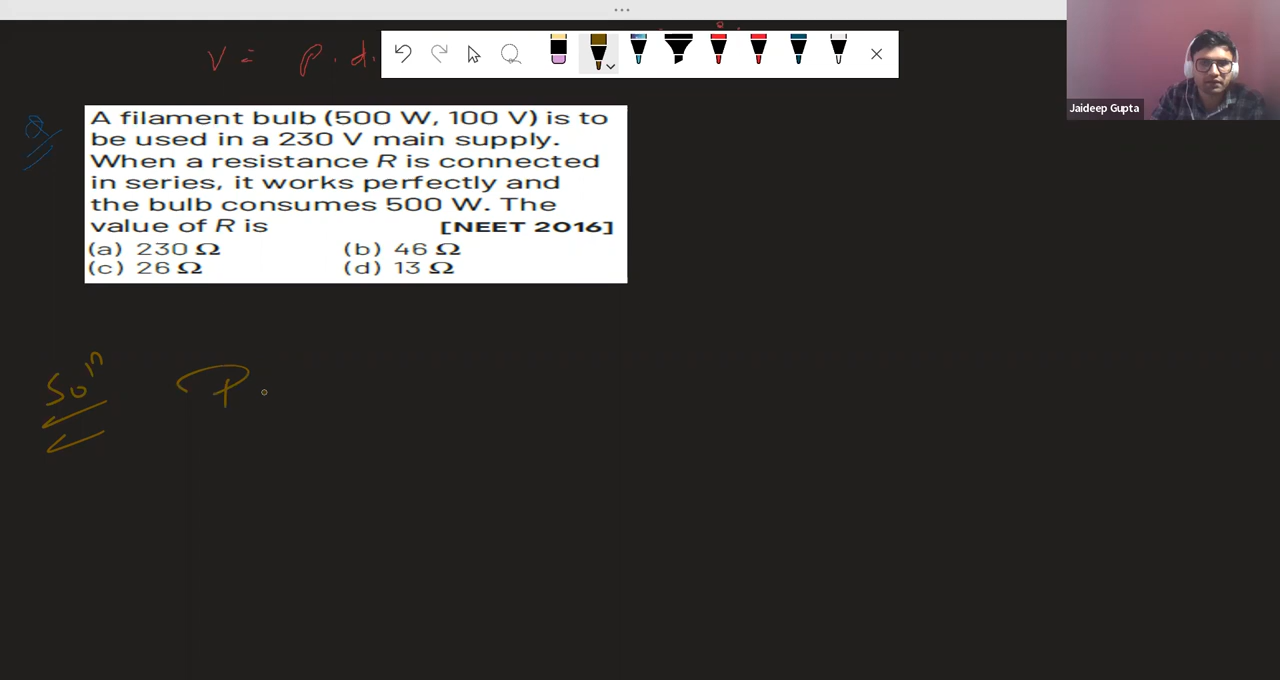 V = ρ. d.
Q
A filament bulb (500 W, 100 V) is to
be used in a 230 V main supply.
When a resistance R is connected
in series, it works perfectly and
the bulb consumes 500 W. The
value of R is [NEET 2016]
(a) 230 Ω (b) 46 Ω
(c) 26 Ω (d) 13 Ω
Soⁿ P
Jaideep Gupta